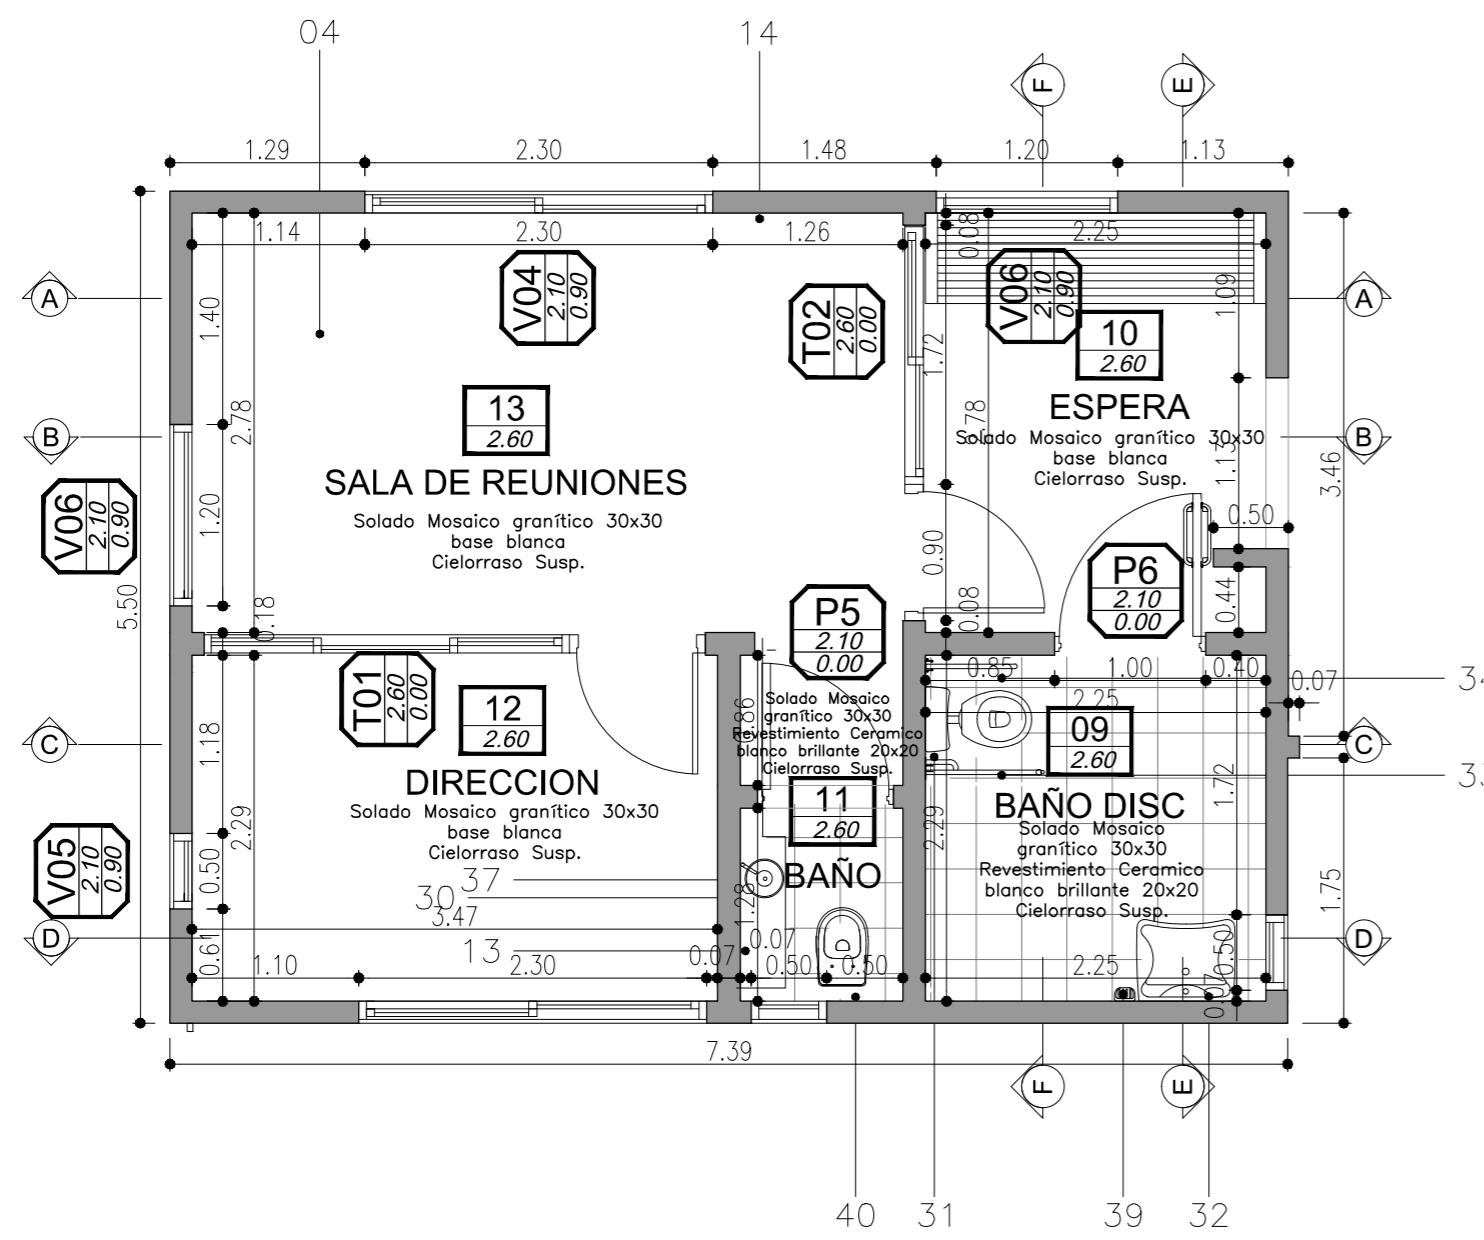 04
14
F
E
1.29
2.30
1.48
1.20
1.13
1.14
2.30
1.26
0.08
2.25
V04
2.10
0.90
V06
2.10
0.90
T02
2.60
0.00
A
A
1.40
1.09
10
2.60
1.72
ESPERA
13
2.60
2.78
Solado Mosaico granítico 30x30
base blanca
Cielorraso Susp.
B
B
1.13
3.46
SALA DE REUNIONES
Solado Mosaico granítico 30x30
base blanca
Cielorraso Susp.
V06
2.10
0.90
1.20
0.50
0.90
P6
2.10
0.00
5.50
0.18
P5
2.10
0.00
0.08
0.44
T01
2.60
0.00
0.85
1.00
0.40
0.07
2.25
12
2.60
Solado Mosaico
granítico 30x30
Revestimiento Ceramico
blanco brillante 20x20
Cielorraso Susp.
0.86
09
2.60
C
C
1.18
1.72
DIRECCION
Solado Mosaico granítico 30x30
base blanca
Cielorraso Susp.
11
2.60
BAÑO DISC
Solado Mosaico
granítico 30x30
Revestimiento Ceramico
blanco brillante 20x20
Cielorraso Susp.
2.29
2.29
V05
2.10
0.90
0.50
37
30
BAÑO
1.28
1.75
3.47
D
D
0.61
13
0.07
0.07
0.50
1.10
2.30
0.50
0.50
2.25
7.39
F
E
40
31
39
32